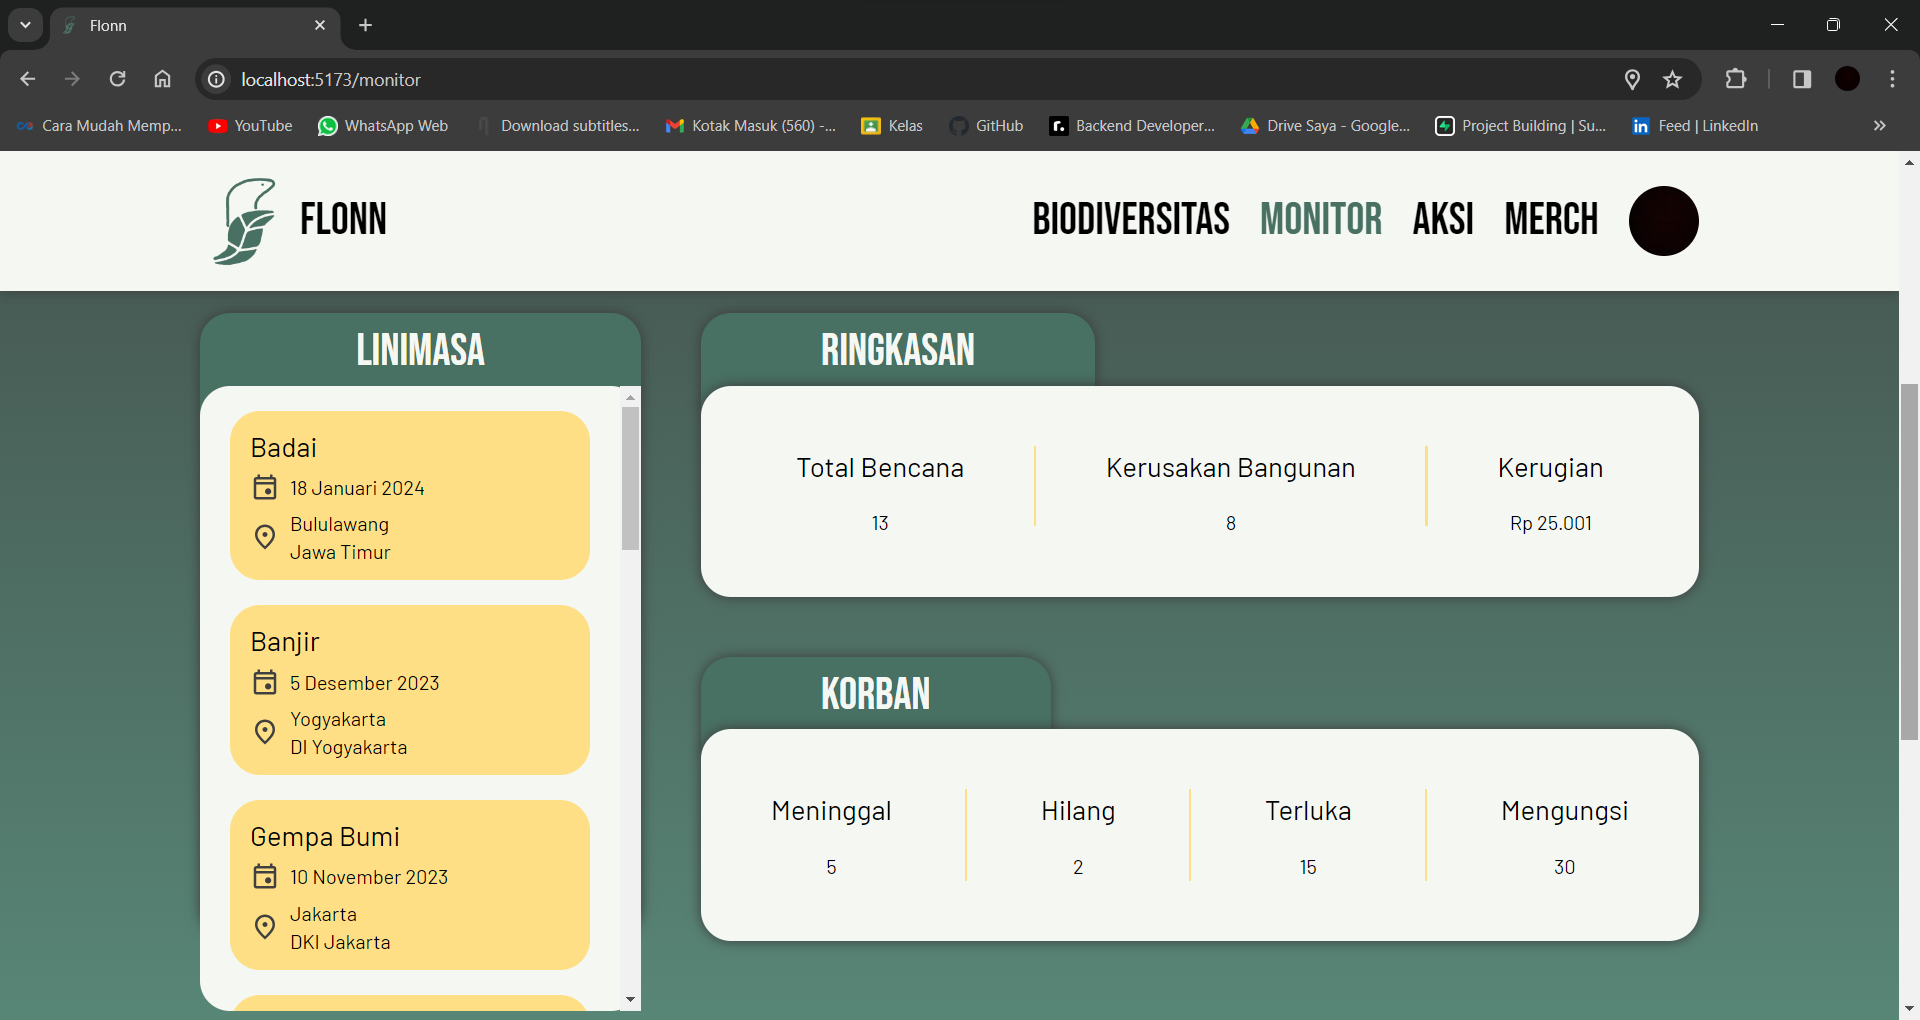 Flonn
localhost:5173/monitor
Cara Mudah Memp...
YouTube
WhatsApp Web
Download subtitles...
Kotak Masuk (560) -...
Kelas
GitHub
Backend Developer...
Drive Saya - Google...
Project Building | Su...
Feed | LinkedIn
FLONN
BIODIVERSITAS
MONITOR
AKSI
MERCH
LINIMASA
Badai
18 Januari 2024
Bululawang
Jawa Timur
Banjir
5 Desember 2023
Yogyakarta
DI Yogyakarta
Gempa Bumi
10 November 2023
Jakarta
DKI Jakarta
RINGKASAN
Total Bencana
13
Kerusakan Bangunan
8
Kerugian
Rp 25.001
KORBAN
Meninggal
5
Hilang
2
Terluka
15
Mengungsi
30